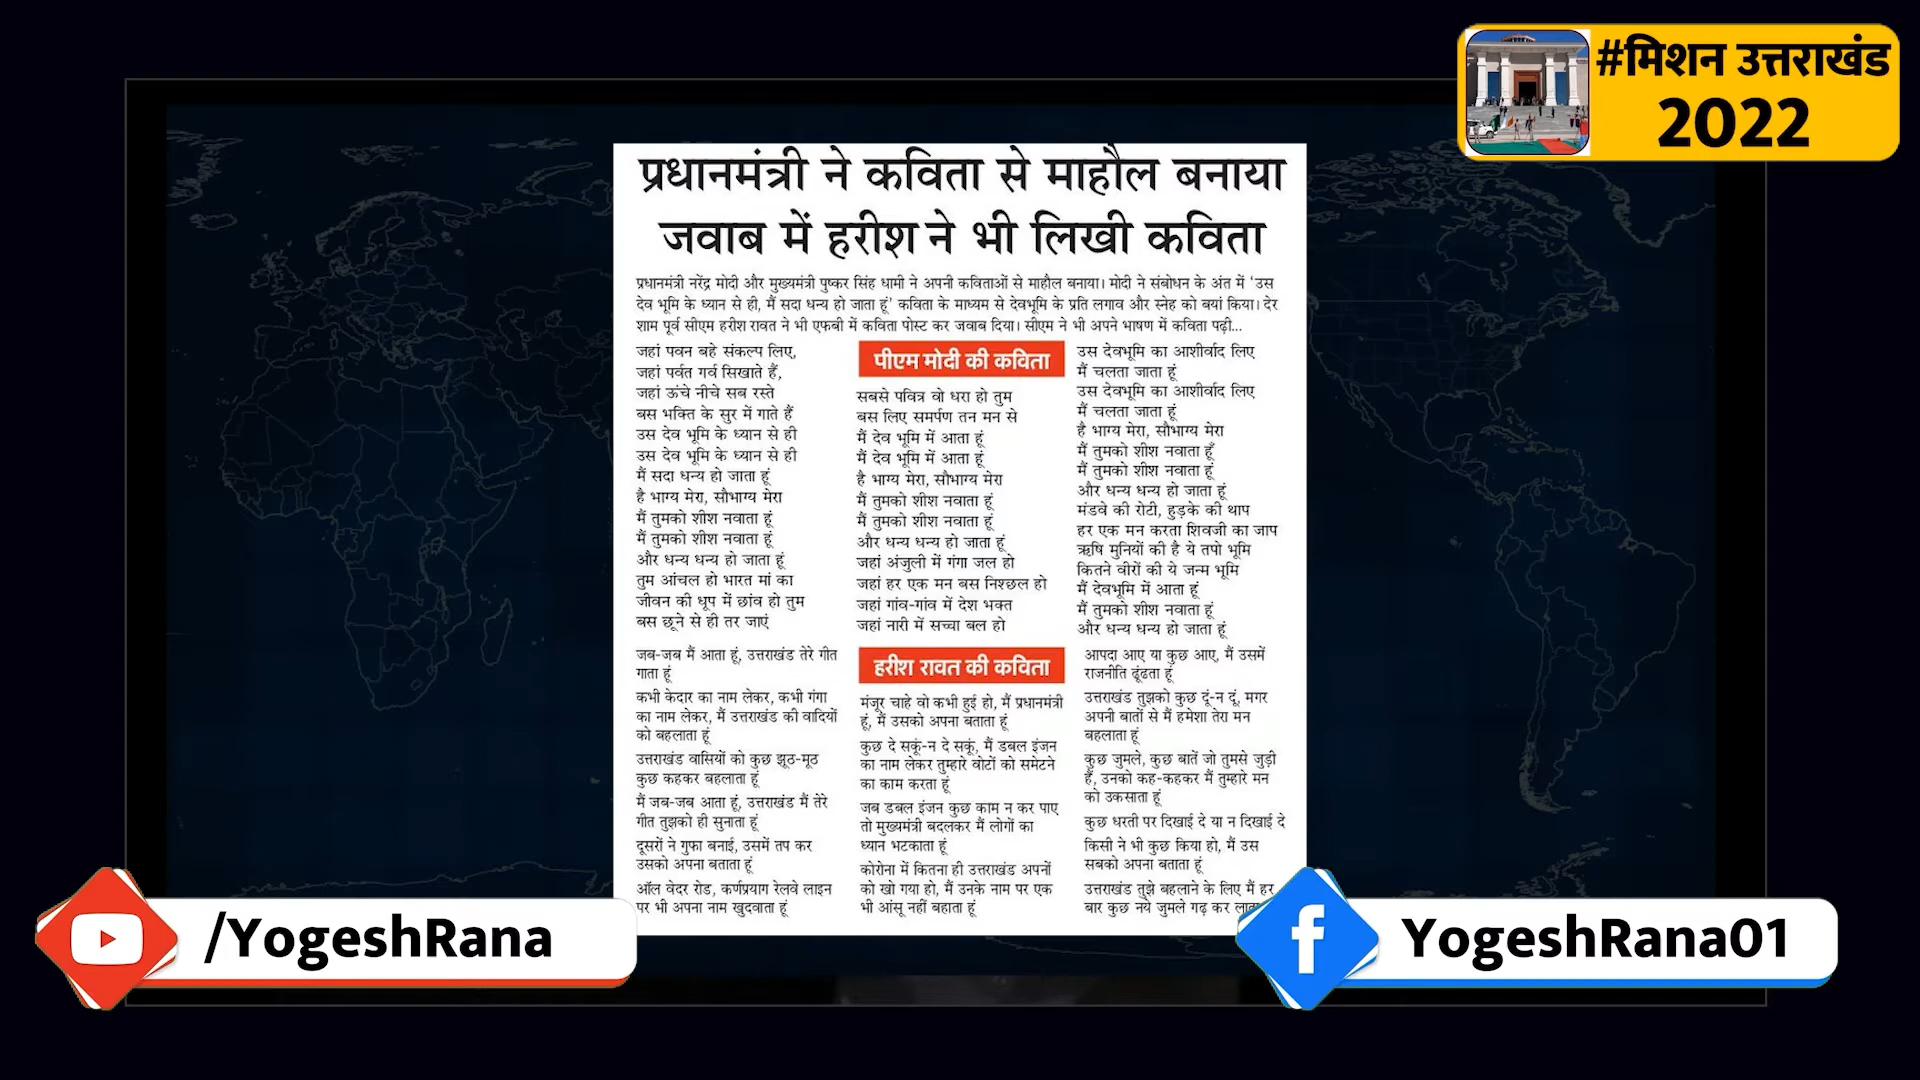 #मिशन उत्तराखंड
2022
प्रधानमंत्री ने कविता से माहौल बनाया
जवाब में हरीश ने भी लिखी कविता
प्रधानमंत्री नरेंद्र मोदी और मुख्यमंत्री पुष्कर सिंह धामी ने अपनी कविताओं से माहौल बनाया। मोदी ने संबोधन के अंत में 'उस
देव भूमि के ध्यान से ही, मैं सदा धन्य हो जाता हूं' कविता के माध्यम से देवभूमि के प्रति लगाव और स्नेह को बयां किया। देर
शाम पूर्व सीएम हरीश रावत ने भी एफबी में कविता पोस्ट कर जवाब दिया। सीएम ने भी अपने भाषण में कविता पढ़ी...
पीएम मोदी की कविता
जहां पवन बहे संकल्प लिए,
जहां पर्वत गर्व सिखाते हैं,
जहां ऊंचे नीचे सब रस्ते
बस भक्ति के सुर में गाते हैं
उस देव भूमि के ध्यान से ही
उस देव भूमि के ध्यान से ही
मैं सदा धन्य हो जाता हूं
है भाग्य मेरा, सौभाग्य मेरा
मैं तुमको शीश नवाता हूं
मैं तुमको शीश नवाता हूं
और धन्य धन्य हो जाता हूं
तुम आंचल हो भारत मां का
जीवन की धूप में छांव हो तुम
बस छूने से ही तर जाएं
सबसे पवित्र वो धरा हो तुम
बस लिए समर्पण तन मन से
मैं देव भूमि में आता हूं
मैं देव भूमि में आता हूं
है भाग्य मेरा, सौभाग्य मेरा
मैं तुमको शीश नवाता हूं
मैं तुमको शीश नवाता हूं
और धन्य धन्य हो जाता हूं
जहां अंजुली में गंगा जल हो
जहां हर एक मन बस निश्छल हो
जहां गांव-गांव में देश भक्त
जहां नारी में सच्चा बल हो
उस देवभूमि का आशीर्वाद लिए
मैं चलता जाता हूं
उस देवभूमि का आशीर्वाद लिए
मैं चलता जाता हूं
है भाग्य मेरा, सौभाग्य मेरा
मैं तुमको शीश नवाता हूँ
मैं तुमको शीश नवाता हूं
और धन्य धन्य हो जाता हूं
मंडवे की रोटी, हुड़के की थाप
हर एक मन करता शिवजी का जाप
ऋषि मुनियों की है ये तपो भूमि
कितने वीरों की ये जन्म भूमि
मैं देवभूमि में आता हूं
मैं तुमको शीश नवाता हूं
और धन्य धन्य हो जाता हूं
हरीश रावत की कविता
जब-जब मैं आता हूं, उत्तराखंड तेरे गीत
गाता हूं
कभी केदार का नाम लेकर, कभी गंगा
का नाम लेकर, मैं उत्तराखंड की वादियों
को बहलाता हूं
उत्तराखंड वासियों को कुछ झूठ-मूठ
कुछ कहकर बहलाता हूं
मैं जब-जब आता हूं, उत्तराखंड मैं तेरे
गीत तुझको ही सुनाता हूं
दूसरों ने गुफा बनाई, उसमें तप कर
उसको अपना बताता हूं
ऑल वेदर रोड, कर्णप्रयाग रेलवे लाइन
पर भी अपना नाम खुदवाता हूं
मंजूर चाहे वो कभी हुई हो, मैं प्रधानमंत्री
हूं, मैं उसको अपना बताता हूं
कुछ दे सकूं-न दे सकूं, मैं डबल इंजन
का नाम लेकर तुम्हारे वोटों को समेटने
का काम करता हूं
जब डबल इंजन कुछ काम न कर पाए
तो मुख्यमंत्री बदलकर मैं लोगों का
ध्यान भटकाता हूं
कोरोना में कितना ही उत्तराखंड अपनों
को खो गया हो, मैं उनके नाम पर एक
भी आंसू नहीं बहाता हूं
आपदा आए या कुछ आए, मैं उसमें
राजनीति ढूंढता हूं
उत्तराखंड तुझको कुछ दूं-न दूं, मगर
अपनी बातों से मैं हमेशा तेरा मन
बहलाता हूं
कुछ जुमले, कुछ बातें जो तुमसे जुड़ी
हैं, उनको कह-कहकर मैं तुम्हारे मन
को उकसाता हूं
कुछ धरती पर दिखाई दे या न दिखाई दे
किसी ने भी कुछ किया हो, मैं उस
सबको अपना बताता हूं
उत्तराखंड तुझे बहलाने के लिए मैं हर
बार कुछ नये जुमले गढ़ कर
/YogeshRana
YogeshRana01